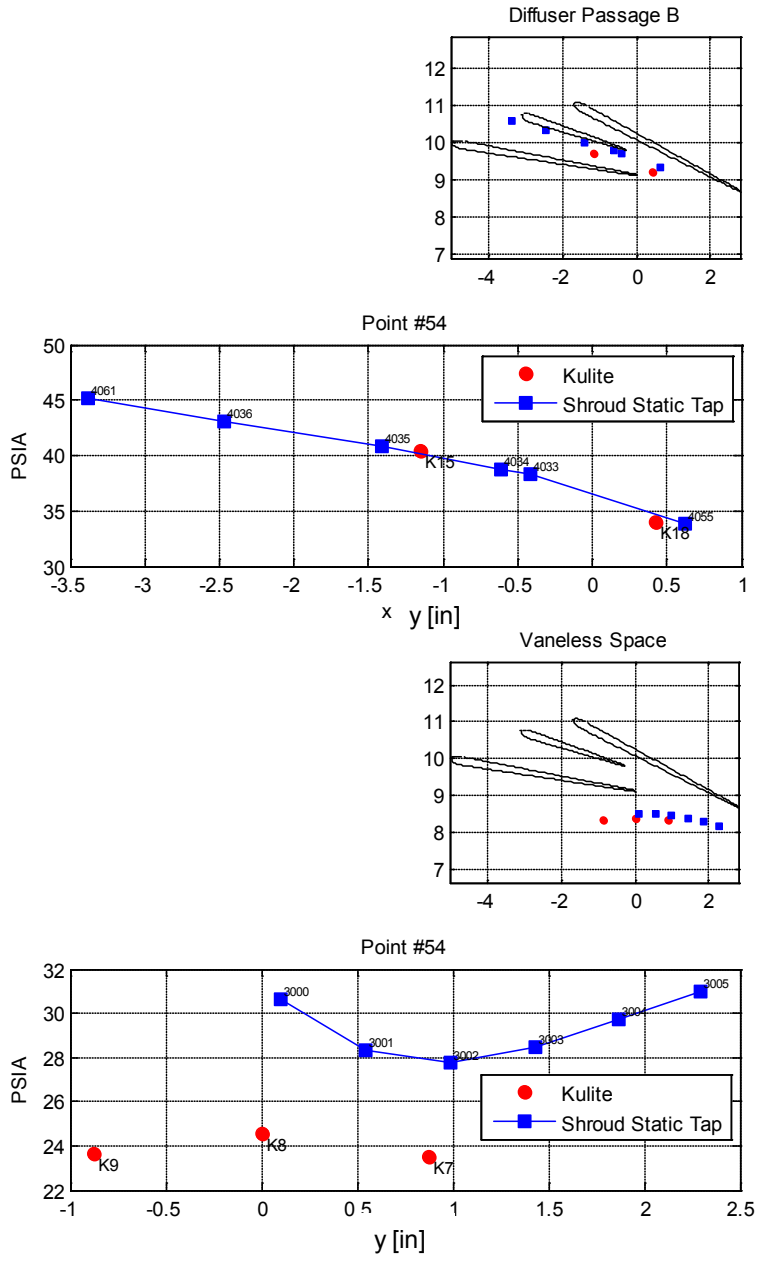 Diffuser Passage B
12
11
10
9
8
7
-4 -2 0 2
Point #54
50
45
40
35
30
PSIA
4061
4036
4035
K15
4034
4033
4055
K18
Kulite
Shroud Static Tap
-3.5 -3 -2.5 -2 -1.5 -1 -0.5 0 0.5 1
x y [in]
Vaneless Space
12
11
10
9
8
7
-4 -2 0 2
Point #54
32
30
28
26
24
22
PSIA
3000
3001
3002
3003
3004
3005
K9
K8
K7
Kulite
Shroud Static Tap
-1 -0.5 0 0.5 1 1.5 2 2.5
y [in]